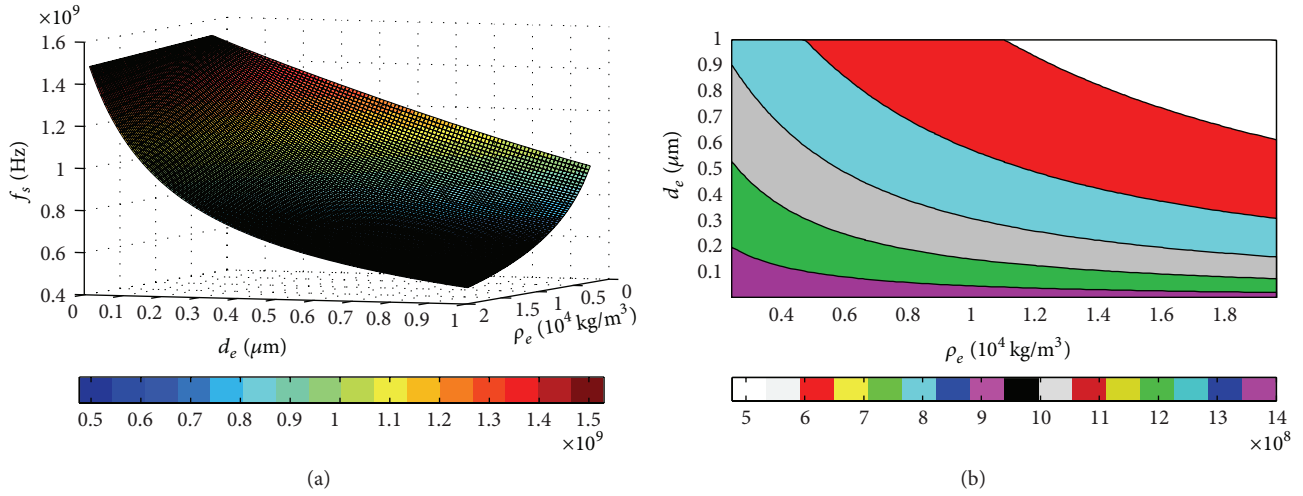 ×10⁹
1.6
1.4
1.2
1
0.8
0.6
0.4
f_s (Hz)
0 0.1 0.2 0.3 0.4 0.5 0.6 0.7 0.8 0.9 1
d_e (μm)
2 1.5 1 0.5 0
ρ_e (10⁴ kg/m³)
0.5 0.6 0.7 0.8 0.9 1 1.1 1.2 1.3 1.4 1.5
×10⁹
(a)
1
0.9
0.8
0.7
0.6
0.5
0.4
0.3
0.2
0.1
d_e (μm)
0.4 0.6 0.8 1 1.2 1.4 1.6 1.8
ρ_e (10⁴ kg/m³)
5 6 7 8 9 10 11 12 13 14
×10⁸
(b)